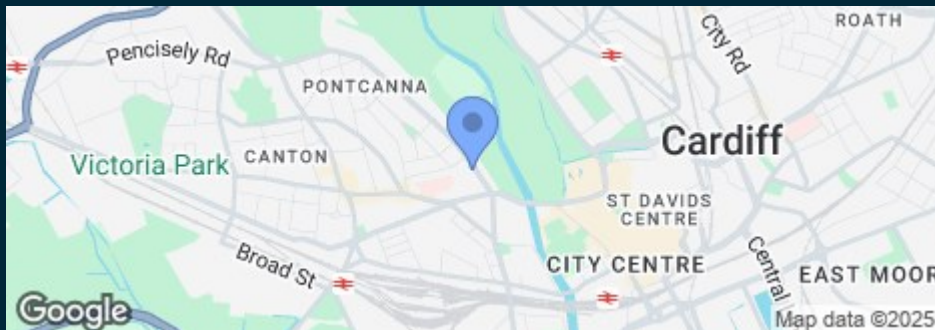 ROATH
City Rd
Pencisely Rd
PONTCANNA
Cardiff
Victoria Park
CANTON
ST DAVIDS
CENTRE
Broad St
CITY CENTRE
Central
EAST MOOR
Google
Map data ©2025